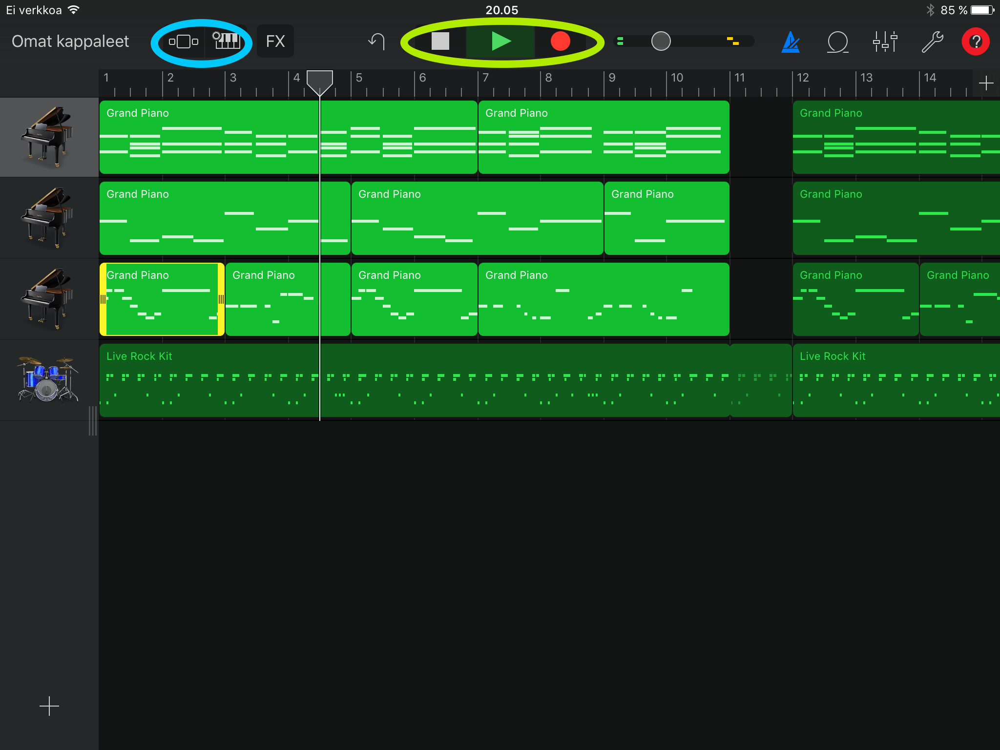 Ei verkkoa 20.05 85 %
Omat kappaleet FX ?
1 2 3 4 5 6 7 8 9 10 11 12 13 14
Grand Piano Grand Piano Grand Piano
Grand Piano Grand Piano Grand Piano Grand Piano
Grand Piano Grand Piano Grand Piano Grand Piano Grand Piano Grand Piano
Live Rock Kit Live Rock Kit